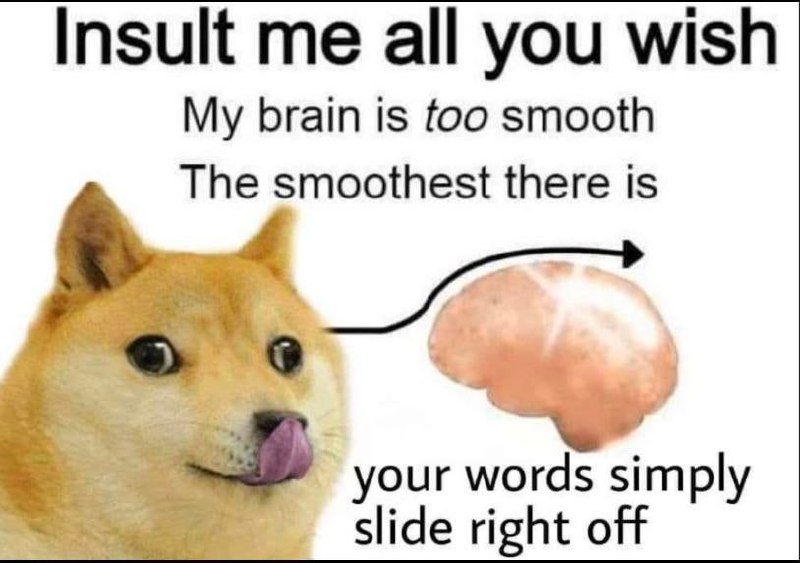 Insult me all you wish
My brain is too smooth
The smoothest there is
your words simply
slide right off